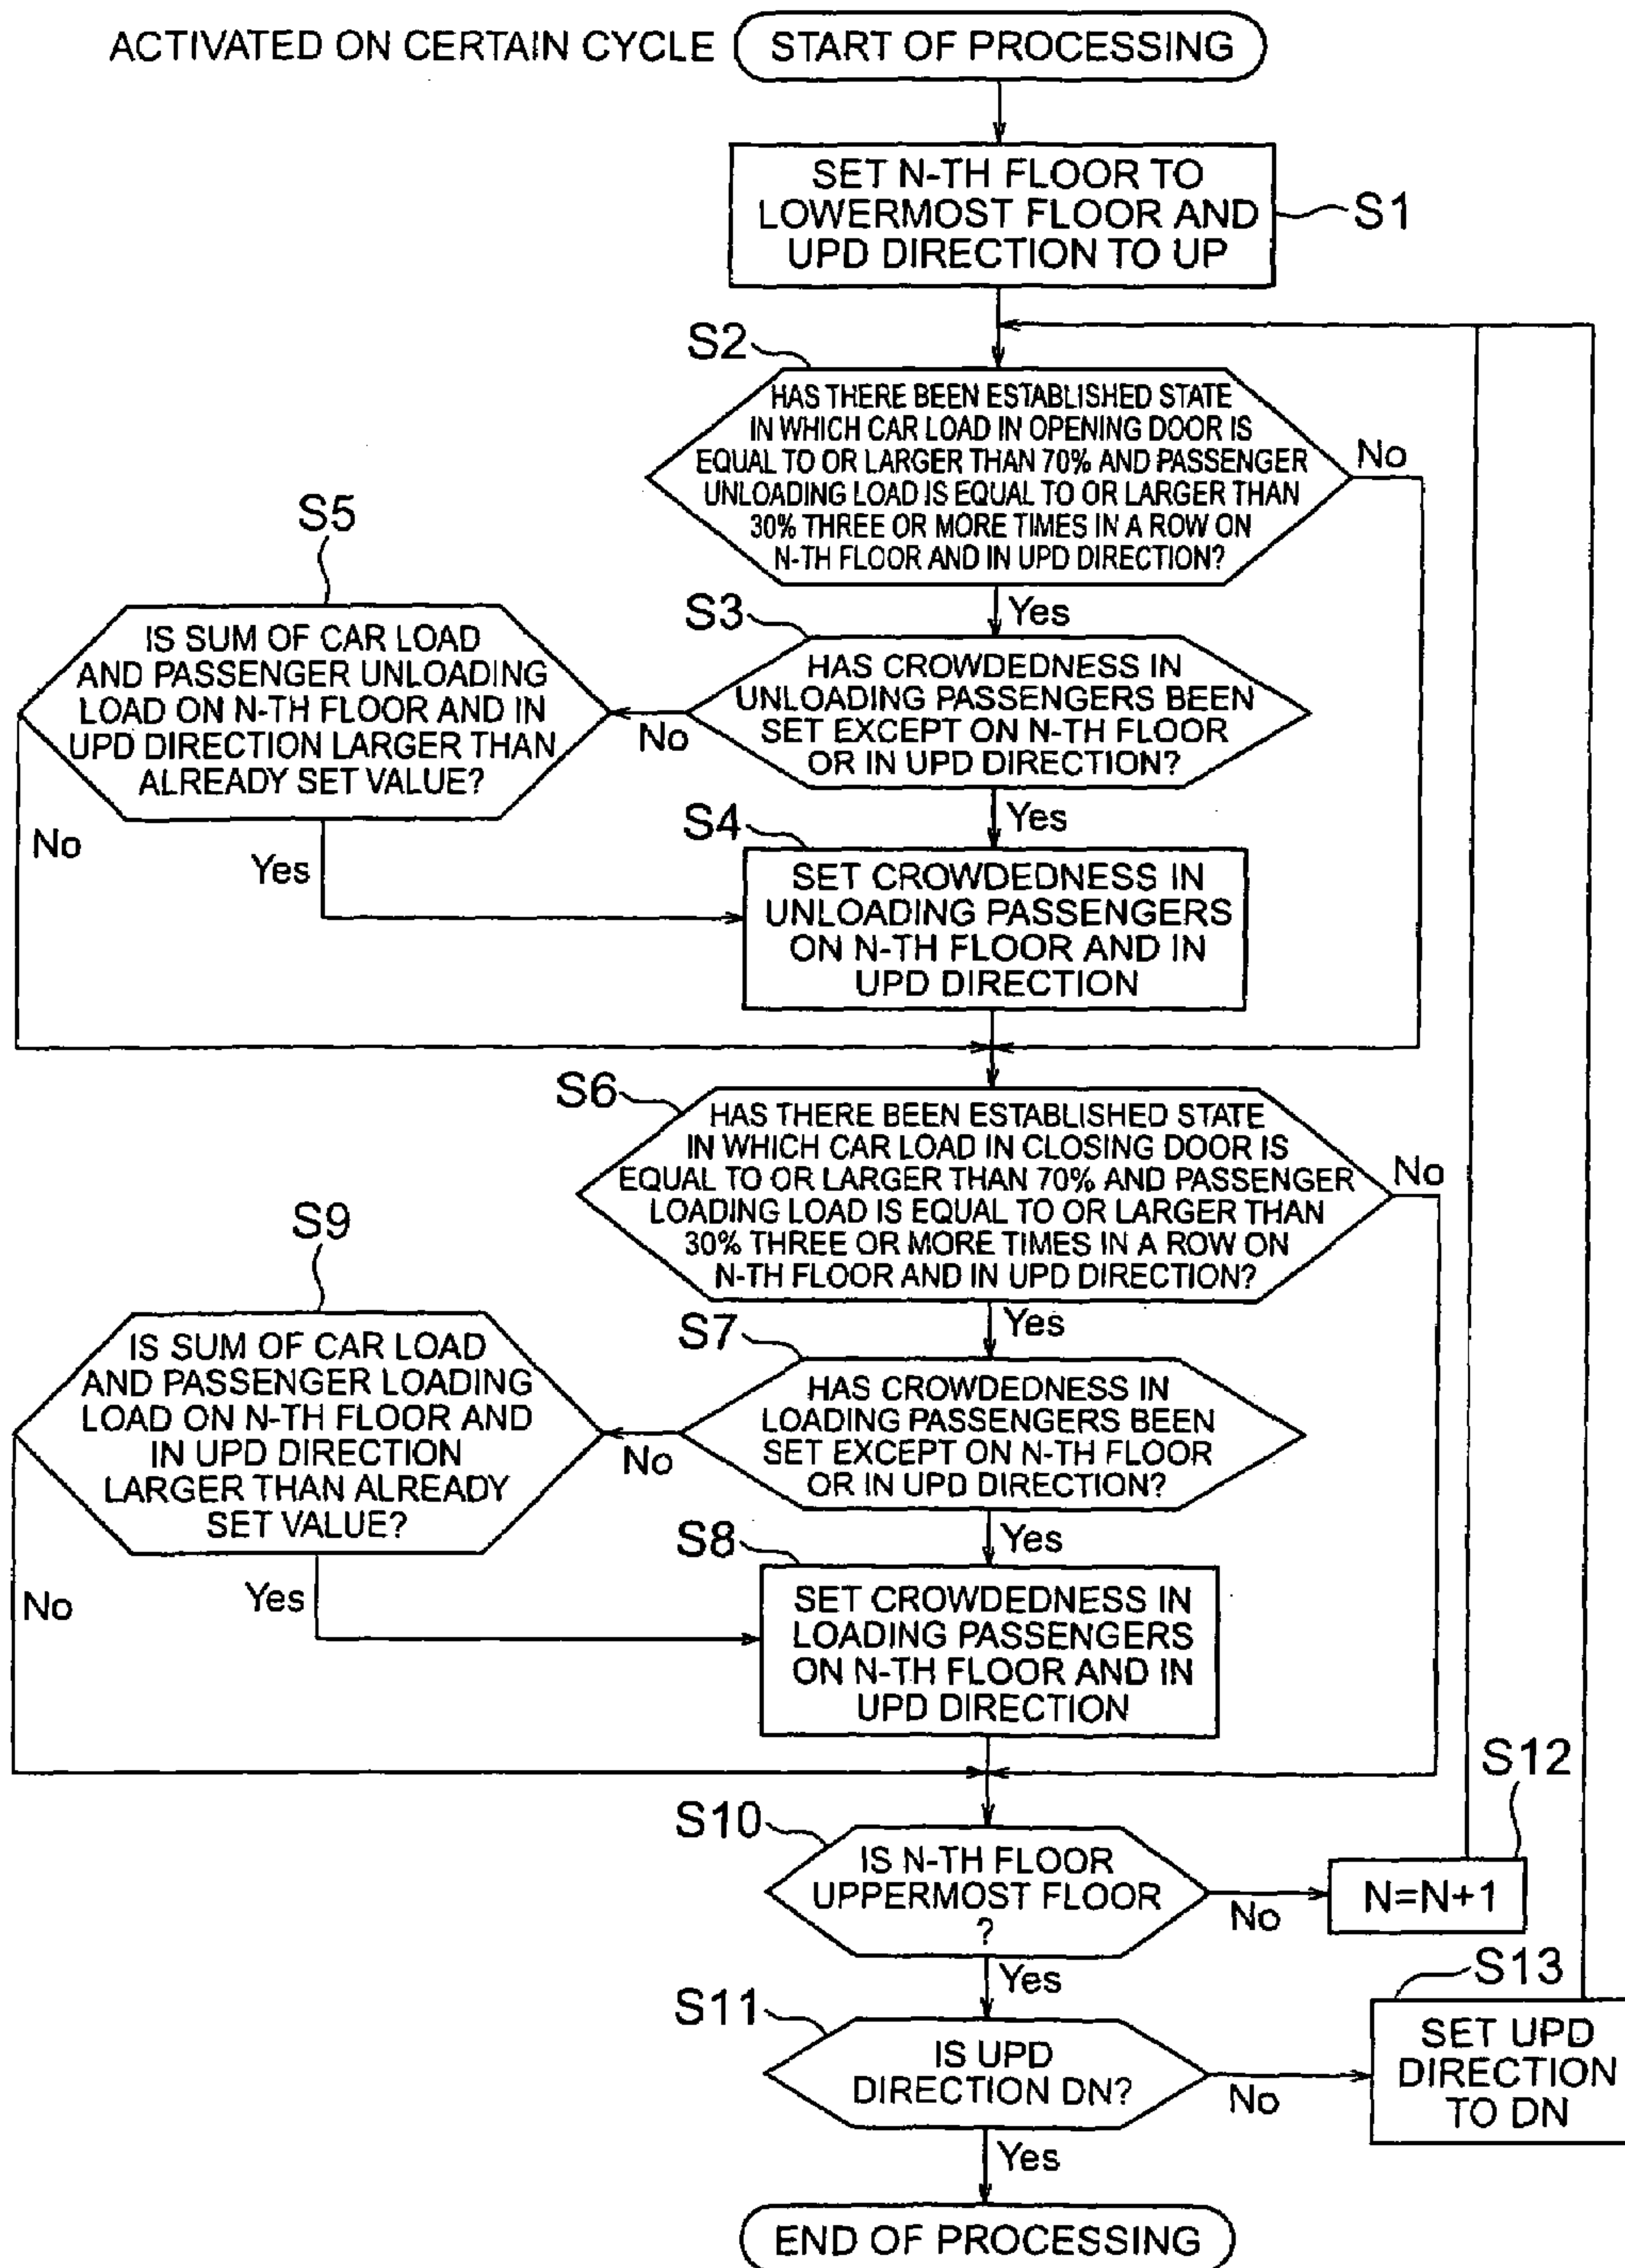 ACTIVATED ON CERTAIN CYCLE
START OF PROCESSING
SET N-TH FLOOR TO
LOWERMOST FLOOR AND
UPD DIRECTION TO UP
S1
S2
HAS THERE BEEN ESTABLISHED STATE
IN WHICH CAR LOAD IN OPENING DOOR IS
EQUAL TO OR LARGER THAN 70% AND PASSENGER
UNLOADING LOAD IS EQUAL TO OR LARGER THAN
30% THREE OR MORE TIMES IN A ROW ON
N-TH FLOOR AND IN UPD DIRECTION?
No
Yes
S3
HAS CROWDEDNESS IN
UNLOADING PASSENGERS BEEN
SET EXCEPT ON N-TH FLOOR
OR IN UPD DIRECTION?
No
Yes
S5
IS SUM OF CAR LOAD
AND PASSENGER UNLOADING
LOAD ON N-TH FLOOR AND IN
UPD DIRECTION LARGER THAN
ALREADY SET VALUE?
No
Yes
S4
SET CROWDEDNESS IN
UNLOADING PASSENGERS
ON N-TH FLOOR AND IN
UPD DIRECTION
S6
HAS THERE BEEN ESTABLISHED STATE
IN WHICH CAR LOAD IN CLOSING DOOR IS
EQUAL TO OR LARGER THAN 70% AND PASSENGER
LOADING LOAD IS EQUAL TO OR LARGER THAN
30% THREE OR MORE TIMES IN A ROW ON
N-TH FLOOR AND IN UPD DIRECTION?
No
Yes
S7
HAS CROWDEDNESS IN
LOADING PASSENGERS BEEN
SET EXCEPT ON N-TH FLOOR
OR IN UPD DIRECTION?
No
Yes
S9
IS SUM OF CAR LOAD
AND PASSENGER LOADING
LOAD ON N-TH FLOOR AND
IN UPD DIRECTION
LARGER THAN ALREADY
SET VALUE?
No
Yes
S8
SET CROWDEDNESS IN
LOADING PASSENGERS
ON N-TH FLOOR AND IN
UPD DIRECTION
S10
IS N-TH FLOOR
UPPERMOST FLOOR
?
No
Yes
S12
N=N+1
S11
IS UPD
DIRECTION DN?
No
Yes
S13
SET UPD
DIRECTION
TO DN
END OF PROCESSING